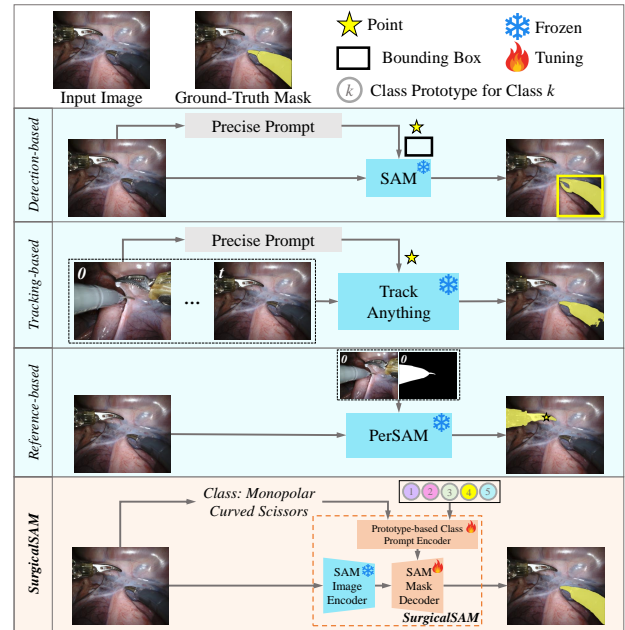 Point
Frozen
Bounding Box
Tuning
k Class Prototype for Class k
Input Image
Ground-Truth Mask
Detection-based
Precise Prompt
SAM
Tracking-based
Precise Prompt
0
...
t
Track
Anything
Reference-based
0
0
PerSAM
SurgicalSAM
Class: Monopolar
Curved Scissors
1 2 3 4 5
Prototype-based Class
Prompt Encoder
SAM
Image
Encoder
SAM
Mask
Decoder
SurgicalSAM